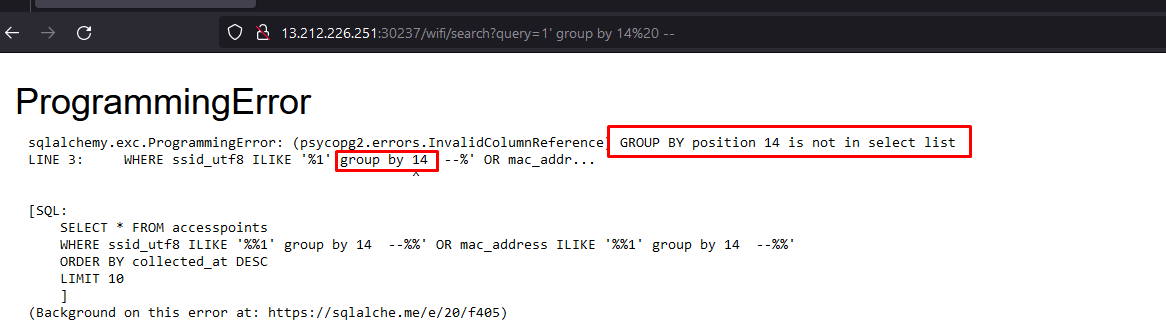 13.212.226.251:30237/wifi/search?query=1' group by 14%20 --
ProgrammingError
sqlalchemy.exc.ProgrammingError: (psycopg2.errors.InvalidColumnReference) GROUP BY position 14 is not in select list
LINE 3:     WHERE ssid_utf8 ILIKE '%1' group by 14  --%' OR mac_addr...
^
[SQL:
    SELECT * FROM accesspoints
    WHERE ssid_utf8 ILIKE '%%1' group by 14  --%%' OR mac_address ILIKE '%%1' group by 14  --%%'
    ORDER BY collected_at DESC
    LIMIT 10
    ]
(Background on this error at: https://sqlalche.me/e/20/f405)